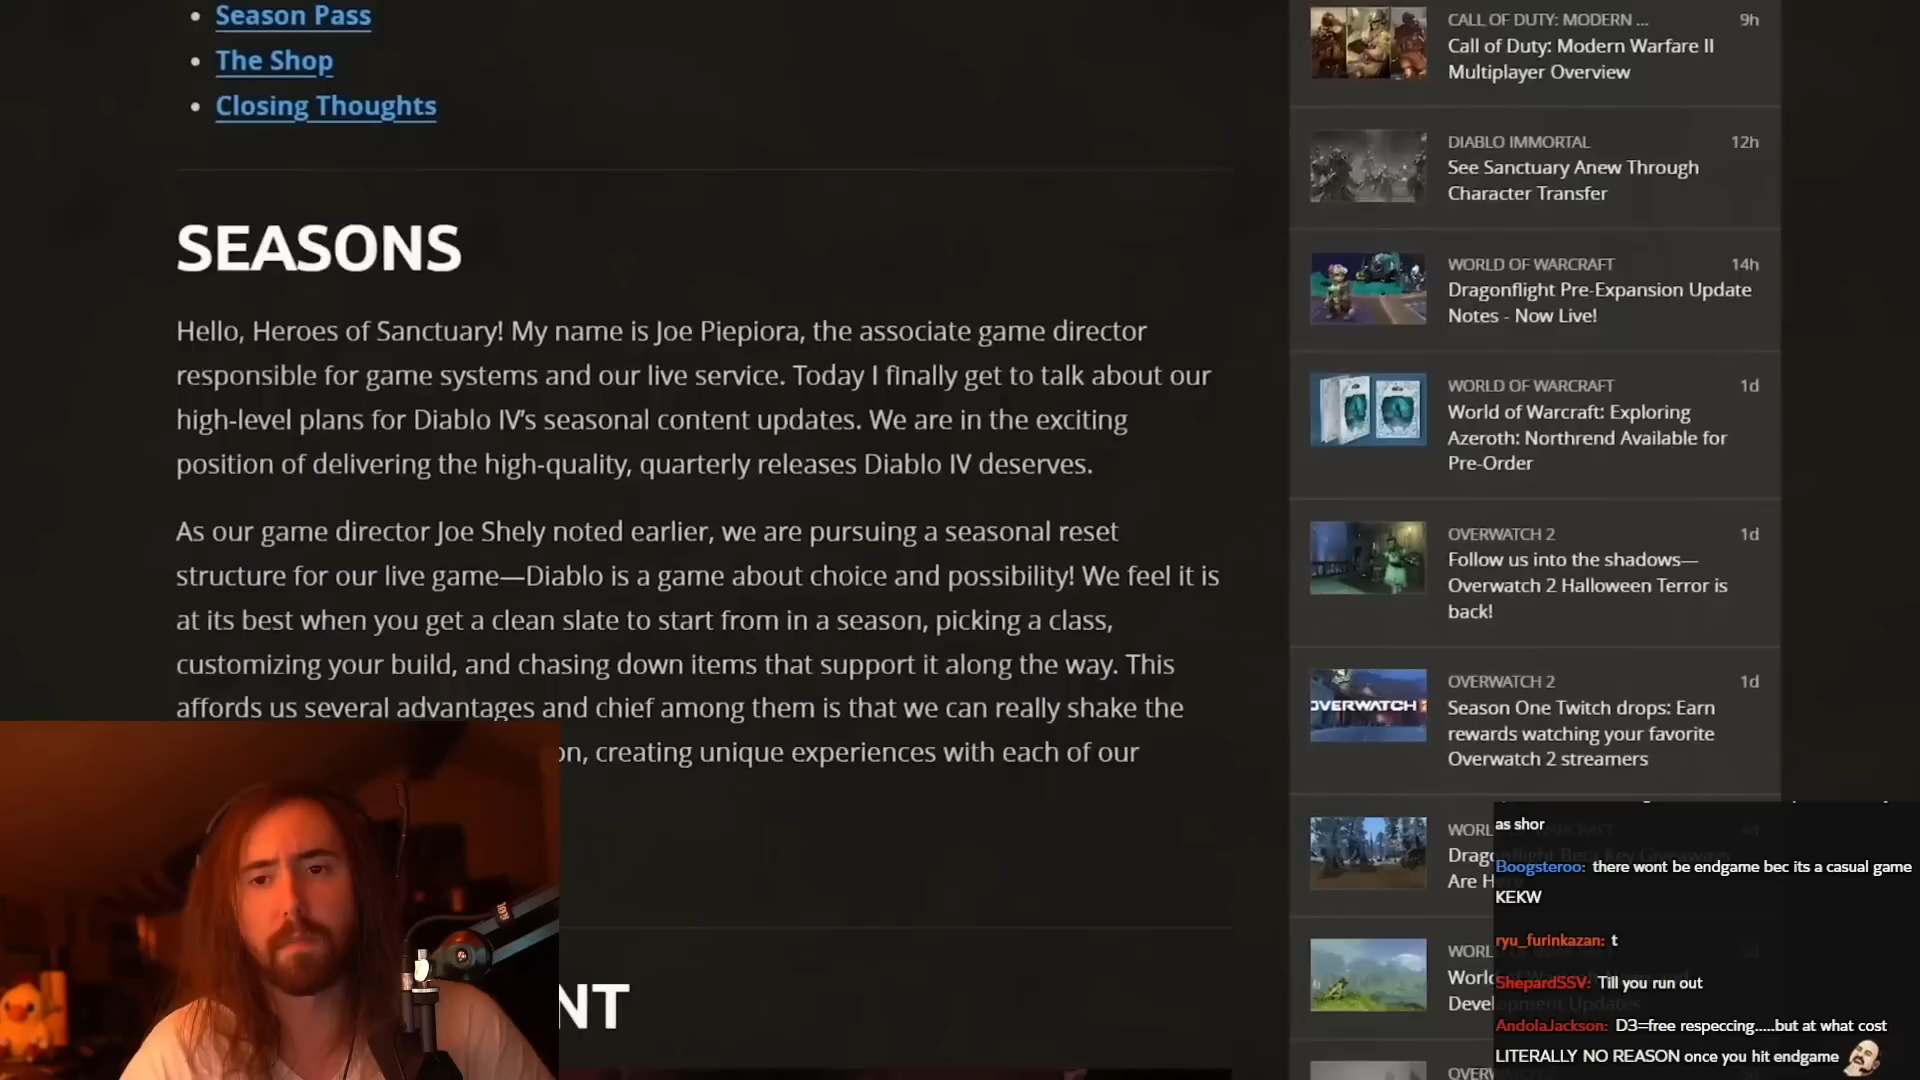 Season Pass
The Shop
Closing Thoughts
SEASONS
Hello, Heroes of Sanctuary! My name is Joe Piepiora, the associate game director
responsible for game systems and our live service. Today I finally get to talk about our
high-level plans for Diablo IV's seasonal content updates. We are in the exciting
position of delivering the high-quality, quarterly releases Diablo IV deserves.
As our game director Joe Shely noted earlier, we are pursuing a seasonal reset
structure for our live game—Diablo is a game about choice and possibility! We feel it is
at its best when you get a clean slate to start from in a season, picking a class,
customizing your build, and chasing down items that support it along the way. This
affords us several advantages and chief among them is that we can really shake the
on, creating unique experiences with each of our
NT
CALL OF DUTY: MODERN ... 9h
Call of Duty: Modern Warfare II
Multiplayer Overview
DIABLO IMMORTAL 12h
See Sanctuary Anew Through
Character Transfer
WORLD OF WARCRAFT 14h
Dragonflight Pre-Expansion Update
Notes - Now Live!
WORLD OF WARCRAFT 1d
World of Warcraft: Exploring
Azeroth: Northrend Available for
Pre-Order
OVERWATCH 2 1d
Follow us into the shadows—
Overwatch 2 Halloween Terror is
back!
OVERWATCH 2 1d
Season One Twitch drops: Earn
rewards watching your favorite
Overwatch 2 streamers
WORLD OF WARCRAFT
Dragonflight Beta Key Giveaways
Are H
WORL
World
Development Updates
OVERW
as shor
Boogsteroo: there wont be endgame bec its a casual game
KEKW
ryu_furinkazan: t
ShepardSSV: Till you run out
AndolaJackson: D3=free respeccing.....but at what cost
LITERALLY NO REASON once you hit endgame